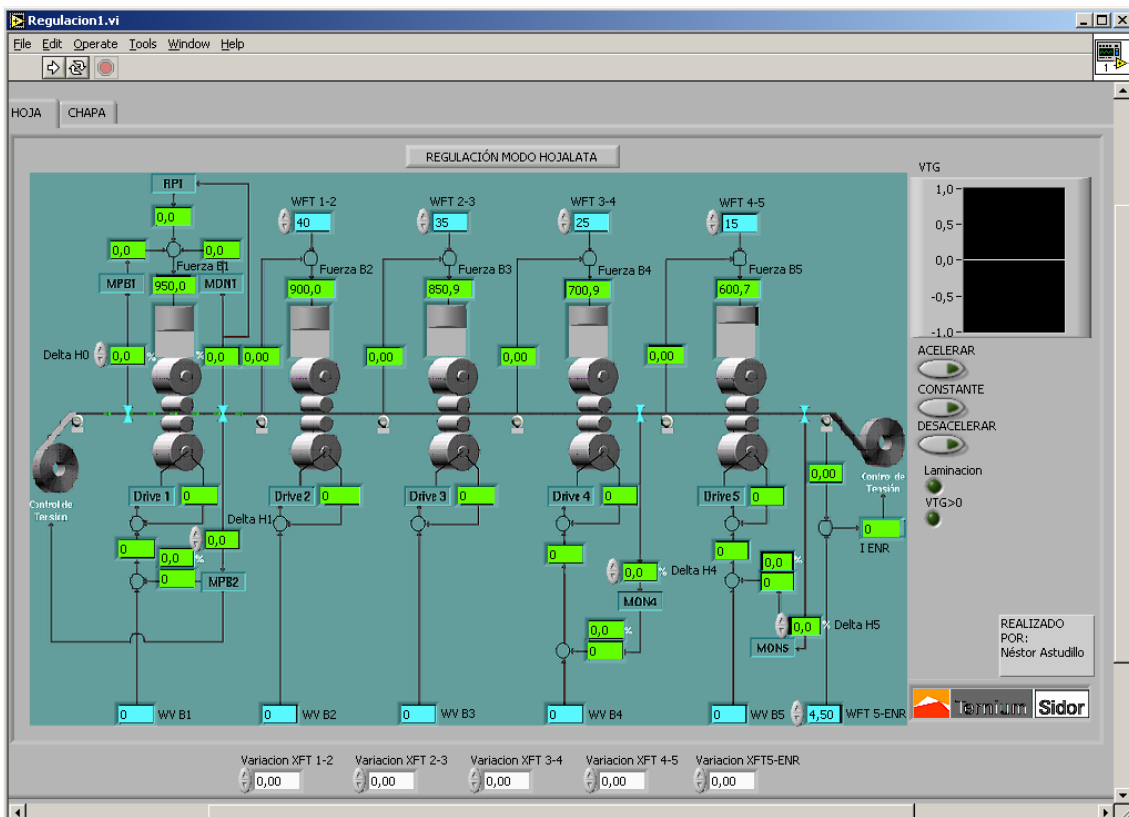 Regulacion1.vi
File Edit Operate Tools Window Help
1
HOJA CHAPA
REGULACIÓN MODO HOJALATA
VTG
1,0
0,5
0,0
-0,5
-1,0
RPI
0,0
WFT 1-2
40
WFT 2-3
35
WFT 3-4
25
WFT 4-5
15
0,0 0,0
Fuerza B1
Fuerza B2
Fuerza B3
Fuerza B4
Fuerza B5
MPB1 950,0 MON1 900,0 850,9 700,9 600,7
Delta H0 0,0 % % 0,0 0,00 0,00 0,00 0,00
ACELERAR
CONSTANTE
DESACELERAR
Laminacion
VTG>0
Control de
Tensión
Control de
Tensión
0,00
Drive 1 0 Drive 2 0 Drive 3 0 Drive 4 0 Drive 5 0
0
I ENR
Delta H1
0,0
0
0,0 %
0
MPB2
0
0,0 % Delta H4
MON4
0,0 %
0
0
0,0 %
0
0,0 % Delta H5
MON5
REALIZADO
POR:
Néstor Astudillo
0 WV B1 0 WV B2 0 WV B3 0 WV B4 0 WV B5 4,50 WFT 5-ENR
Ternium Sidor
Variacion XFT 1-2 Variacion XFT 2-3 Variacion XFT 3-4 Variacion XFT 4-5 Variacion XFT5-ENR
0,00 0,00 0,00 0,00 0,00